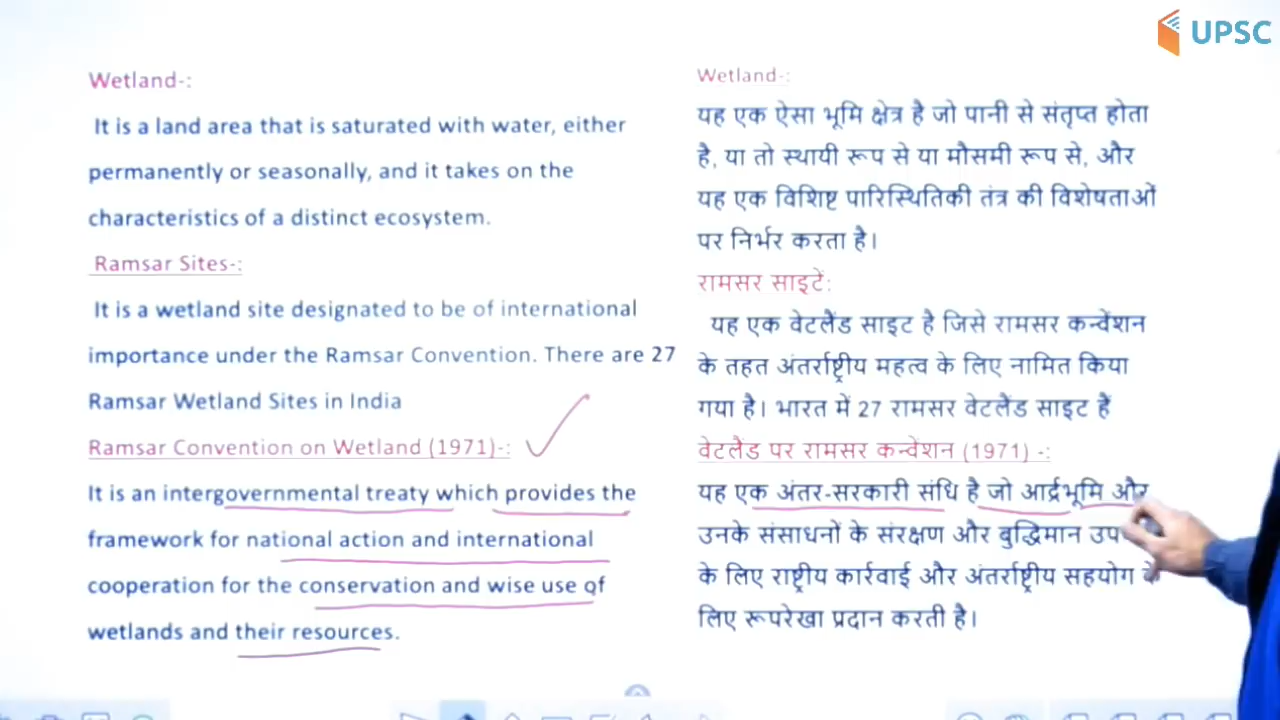 UPSC
Wetland-:
It is a land area that is saturated with water, either
permanently or seasonally, and it takes on the
characteristics of a distinct ecosystem.
Ramsar Sites-:
It is a wetland site designated to be of international
importance under the Ramsar Convention. There are 27
Ramsar Wetland Sites in India
Ramsar Convention on Wetland (1971)-:
It is an intergovernmental treaty which provides the
framework for national action and international
cooperation for the conservation and wise use of
wetlands and their resources.
Wetland-:
यह एक ऐसा भूमि क्षेत्र है जो पानी से संतृप्त होता
है, या तो स्थायी रूप से या मौसमी रूप से, और
यह एक विशिष्ट पारिस्थितिकी तंत्र की विशेषताओं
पर निर्भर करता है।
रामसर साइटें:
यह एक वेटलैंड साइट है जिसे रामसर कन्वेंशन
के तहत अंतर्राष्ट्रीय महत्व के लिए नामित किया
गया है। भारत में 27 रामसर वेटलैंड साइट हैं
वेटलैंड पर रामसर कन्वेंशन (1971) -:
यह एक अंतर-सरकारी संधि है जो आर्द्रभूमि और
उनके संसाधनों के संरक्षण और बुद्धिमान
के लिए राष्ट्रीय कार्रवाई और अंतर्राष्ट्रीय सहयोग
लिए रूपरेखा प्रदान करती है।